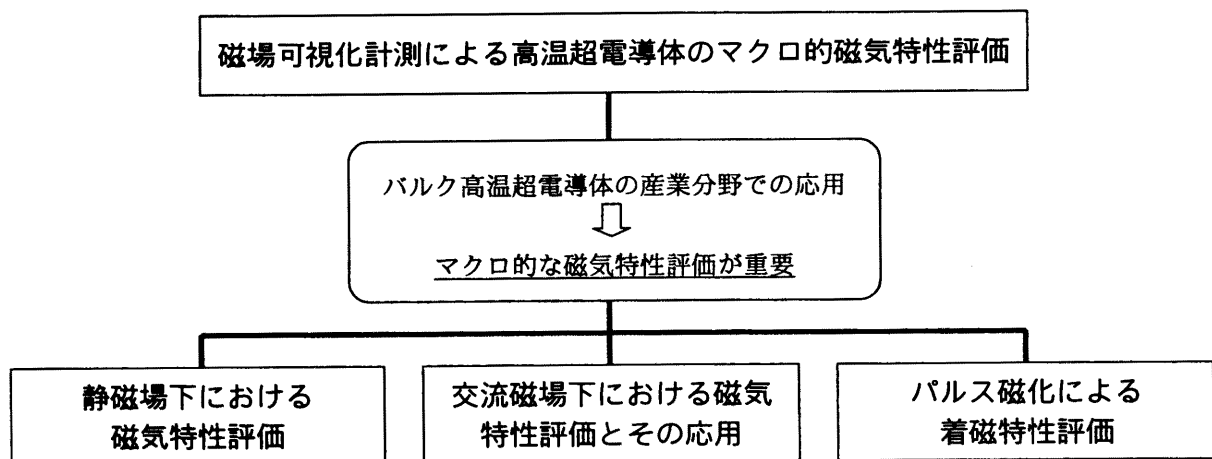 磁場可視化計測による高温超電導体のマクロ的磁気特性評価
バルク高温超電導体の産業分野での応用
マクロ的な磁気特性評価が重要
静磁場下における
磁気特性評価
交流磁場下における磁気
特性評価とその応用
パルス磁化による
着磁特性評価